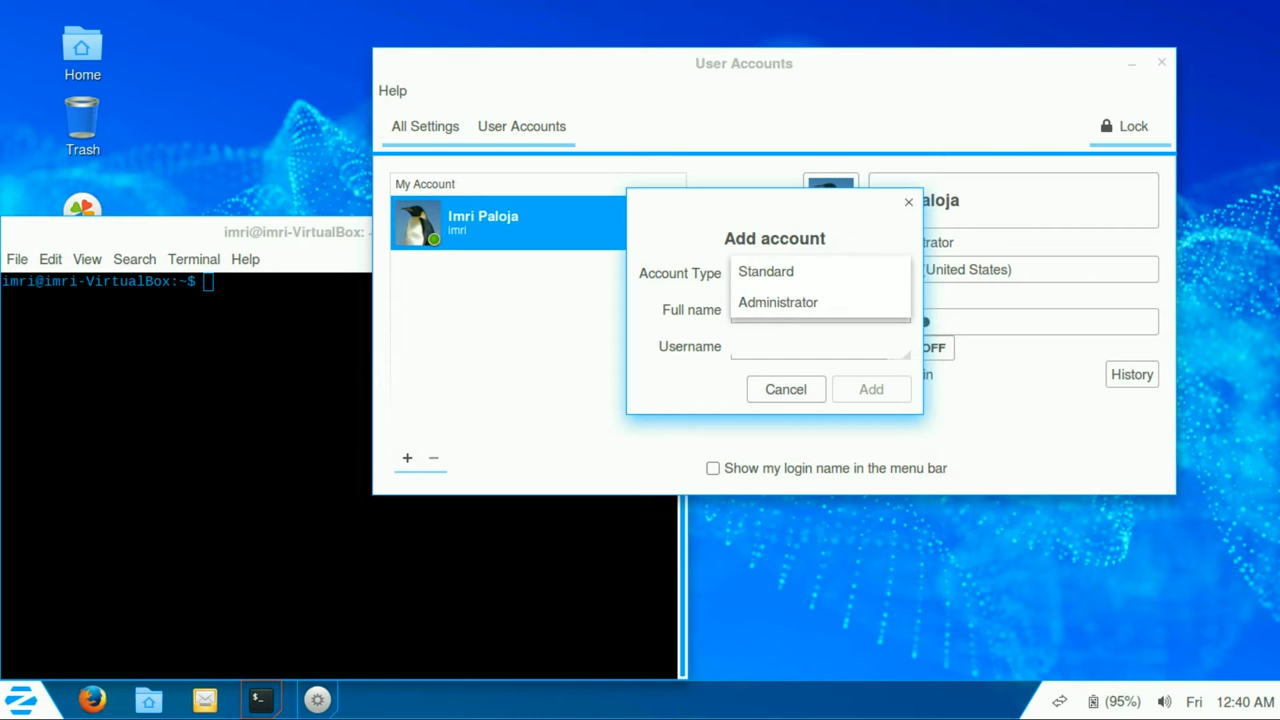 Home
Trash
User Accounts
Help
All Settings
User Accounts
Lock
My Account
Imri Paloja
imri
aloja
trator
(United States)
OFF
in
History
Add account
Account Type
Standard
Administrator
Full name
Username
Cancel
Add
+ −
Show my login name in the menu bar
imri@imri-VirtualBox: ~
File Edit View Search Terminal Help
imri@imri-VirtualBox:~$
(95%)
Fri
12:40 AM